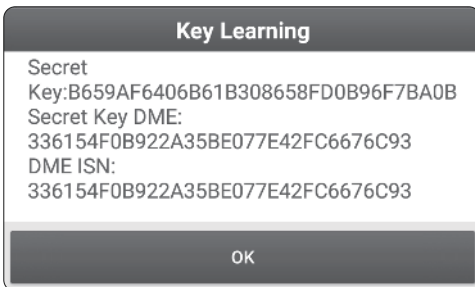 Key Learning
Secret
Key:B659AF6406B61B308658FD0B96F7BA0B
Secret Key DME:
336154F0B922A35BE077E42FC6676C93
DME ISN:
336154F0B922A35BE077E42FC6676C93
OK